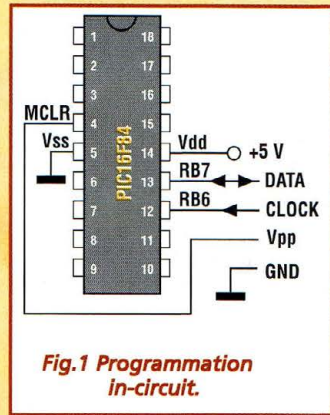 1 18
2 17
3 16
MCLR 4 15
Vss 5 14 Vdd +5 V
6 13 RB7 DATA
7 12 RB6 CLOCK
8 11 Vpp
9 10 GND
PIC16F84
Fig.1 Programmation
in-circuit.